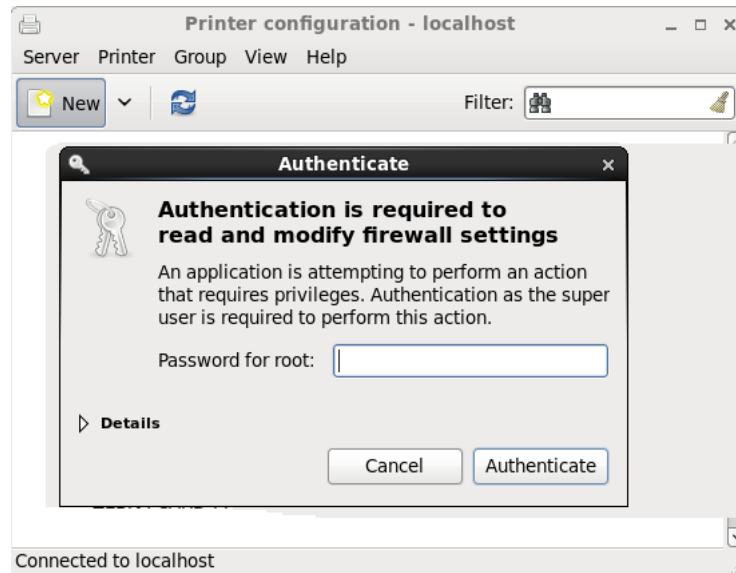 Printer configuration - localhost
Server Printer Group View Help
New Filter:
Authenticate
Authentication is required to
read and modify firewall settings
An application is attempting to perform an action
that requires privileges. Authentication as the super
user is required to perform this action.
Password for root:
Details
Cancel Authenticate
Connected to localhost